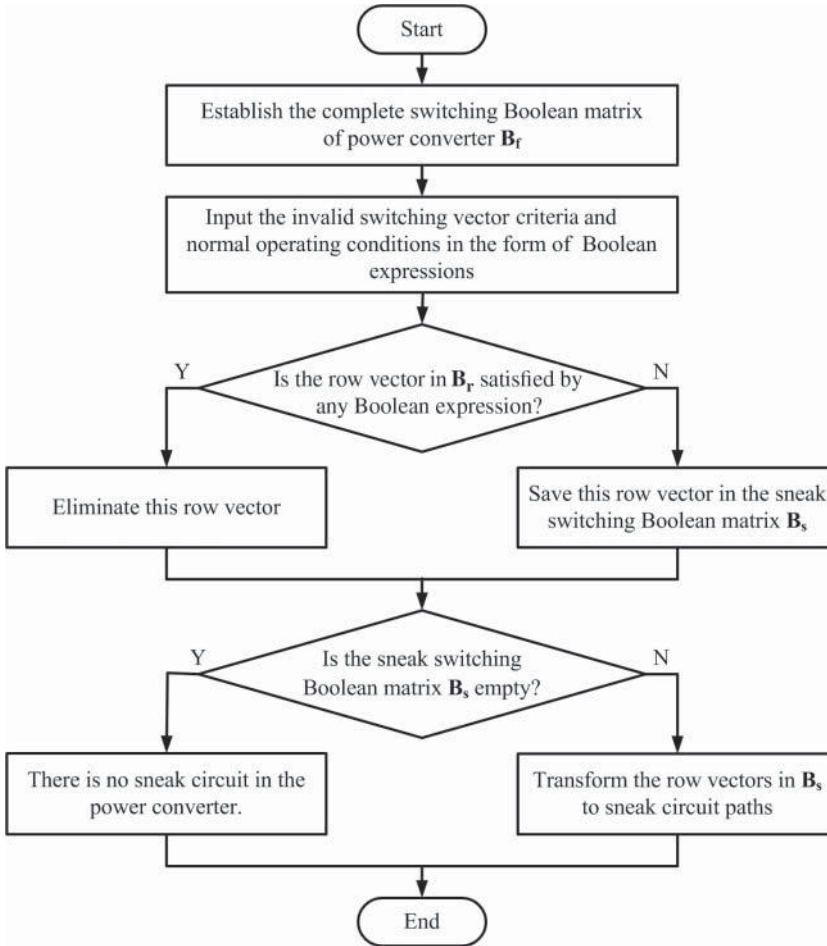 Start
Establish the complete switching Boolean matrix
of power converter Bf
Input the invalid switching vector criteria and
normal operating conditions in the form of Boolean
expressions
Y
N
Is the row vector in Br satisfied by
any Boolean expression?
Eliminate this row vector
Save this row vector in the sneak
switching Boolean matrix Bs
Y
N
Is the sneak switching
Boolean matrix Bs empty?
There is no sneak circuit in the
power converter.
Transform the row vectors in Bs
to sneak circuit paths
End